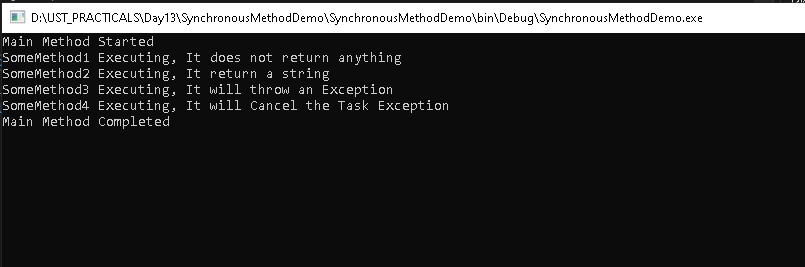 D:\UST_PRACTICALS\Day13\SynchronousMethodDemo\SynchronousMethodDemo\bin\Debug\SynchronousMethodDemo.exe
Main Method Started
SomeMethod1 Executing, It does not return anything
SomeMethod2 Executing, It return a string
SomeMethod3 Executing, It will throw an Exception
SomeMethod4 Executing, It will Cancel the Task Exception
Main Method Completed